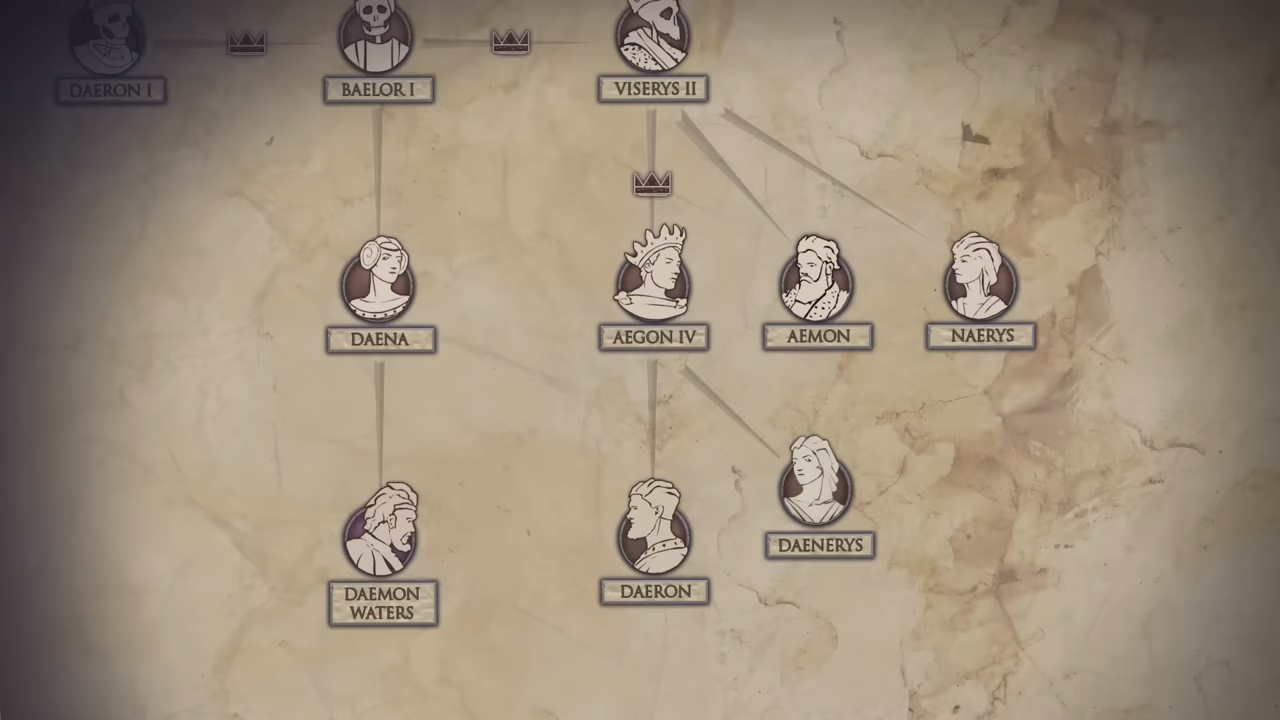 DAERON I
BAELOR I
VISERYS II
DAENA
AEGON IV
AEMON
NAERYS
DAENERYS
DAEMON
WATERS
DAERON